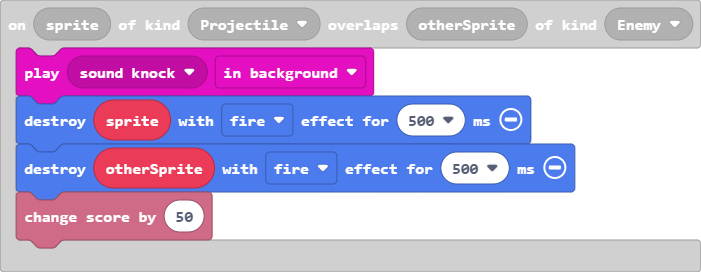 on sprite of kind Projectile overlaps otherSprite of kind Enemy
play sound knock in background
destroy sprite with fire effect for 500 ms
destroy otherSprite with fire effect for 500 ms
change score by 50